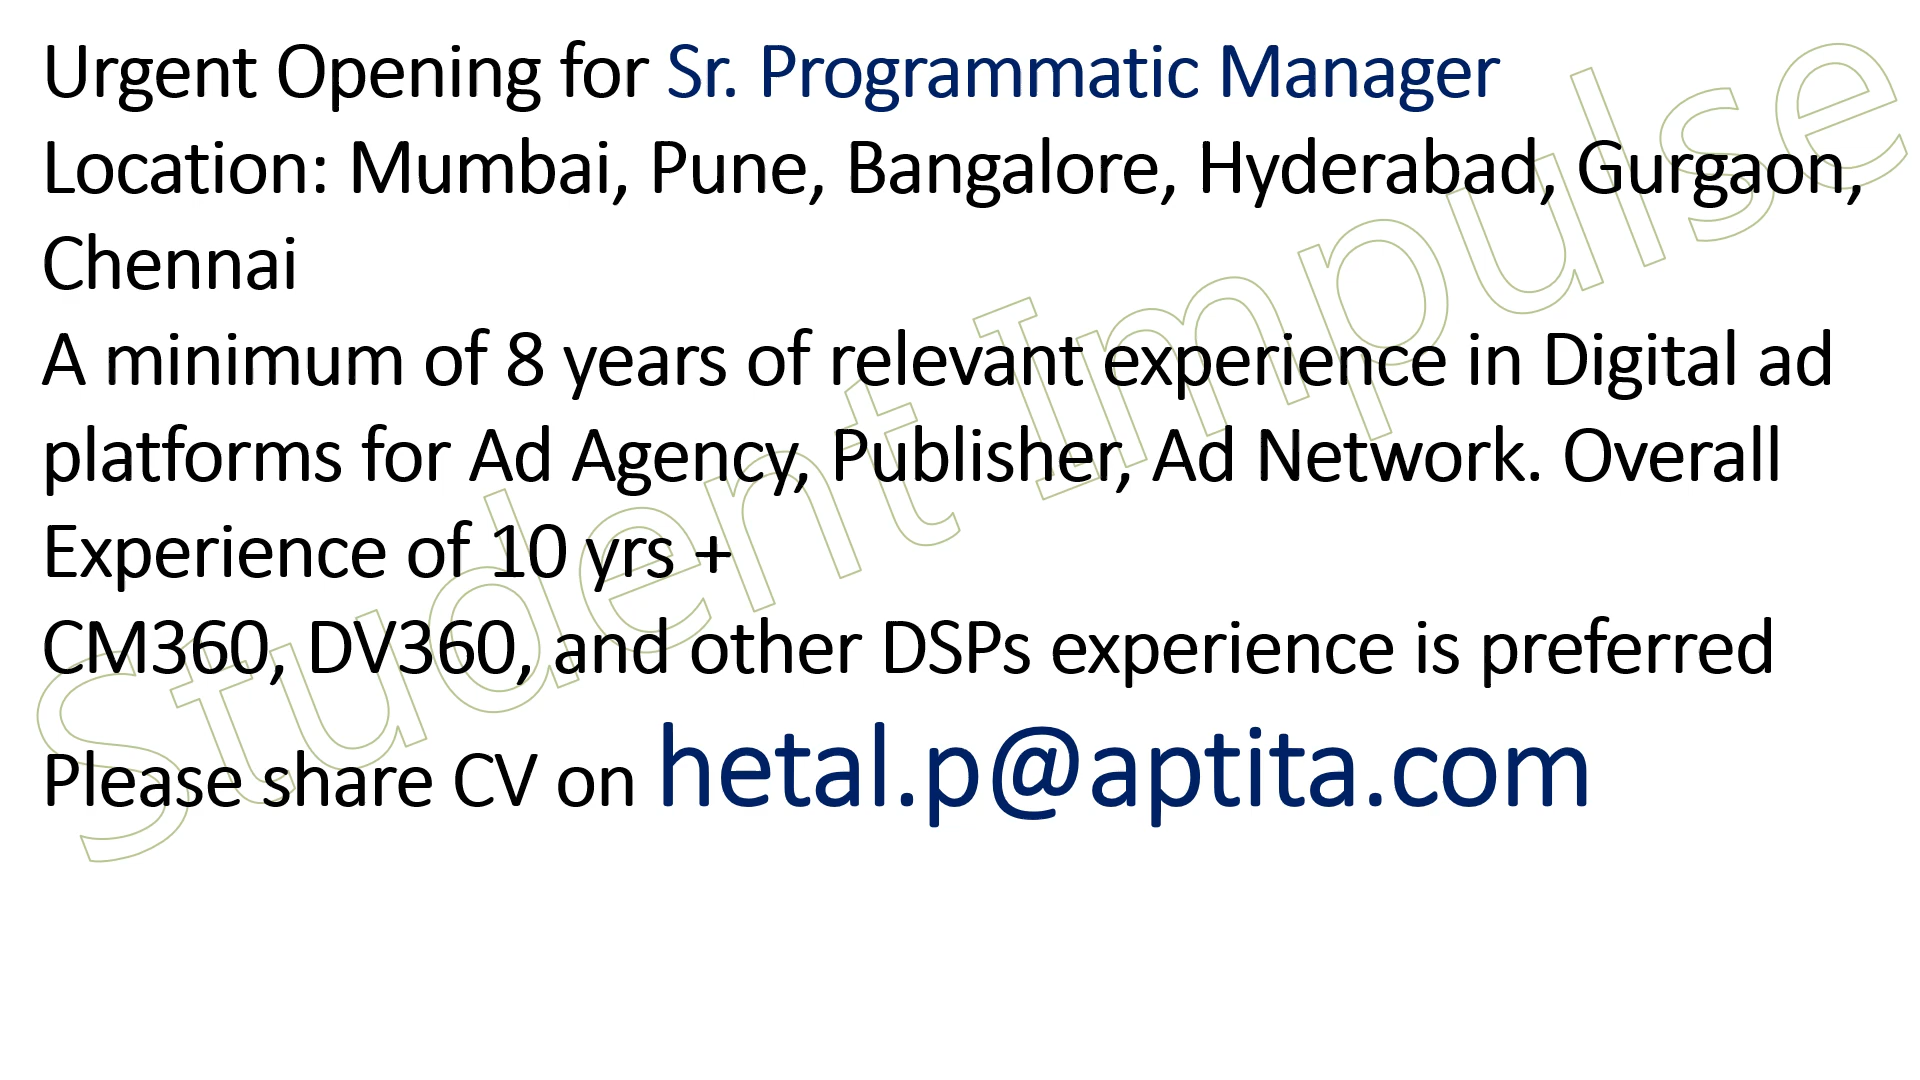 Urgent Opening for Sr. Programmatic Manager
Location: Mumbai, Pune, Bangalore, Hyderabad, Gurgaon,
Chennai
A minimum of 8 years of relevant experience in Digital ad
platforms for Ad Agency, Publisher, Ad Network. Overall
Experience of 10 yrs +
CM360, DV360, and other DSPs experience is preferred
Please share CV on hetal.p@aptita.com
Student Impulse